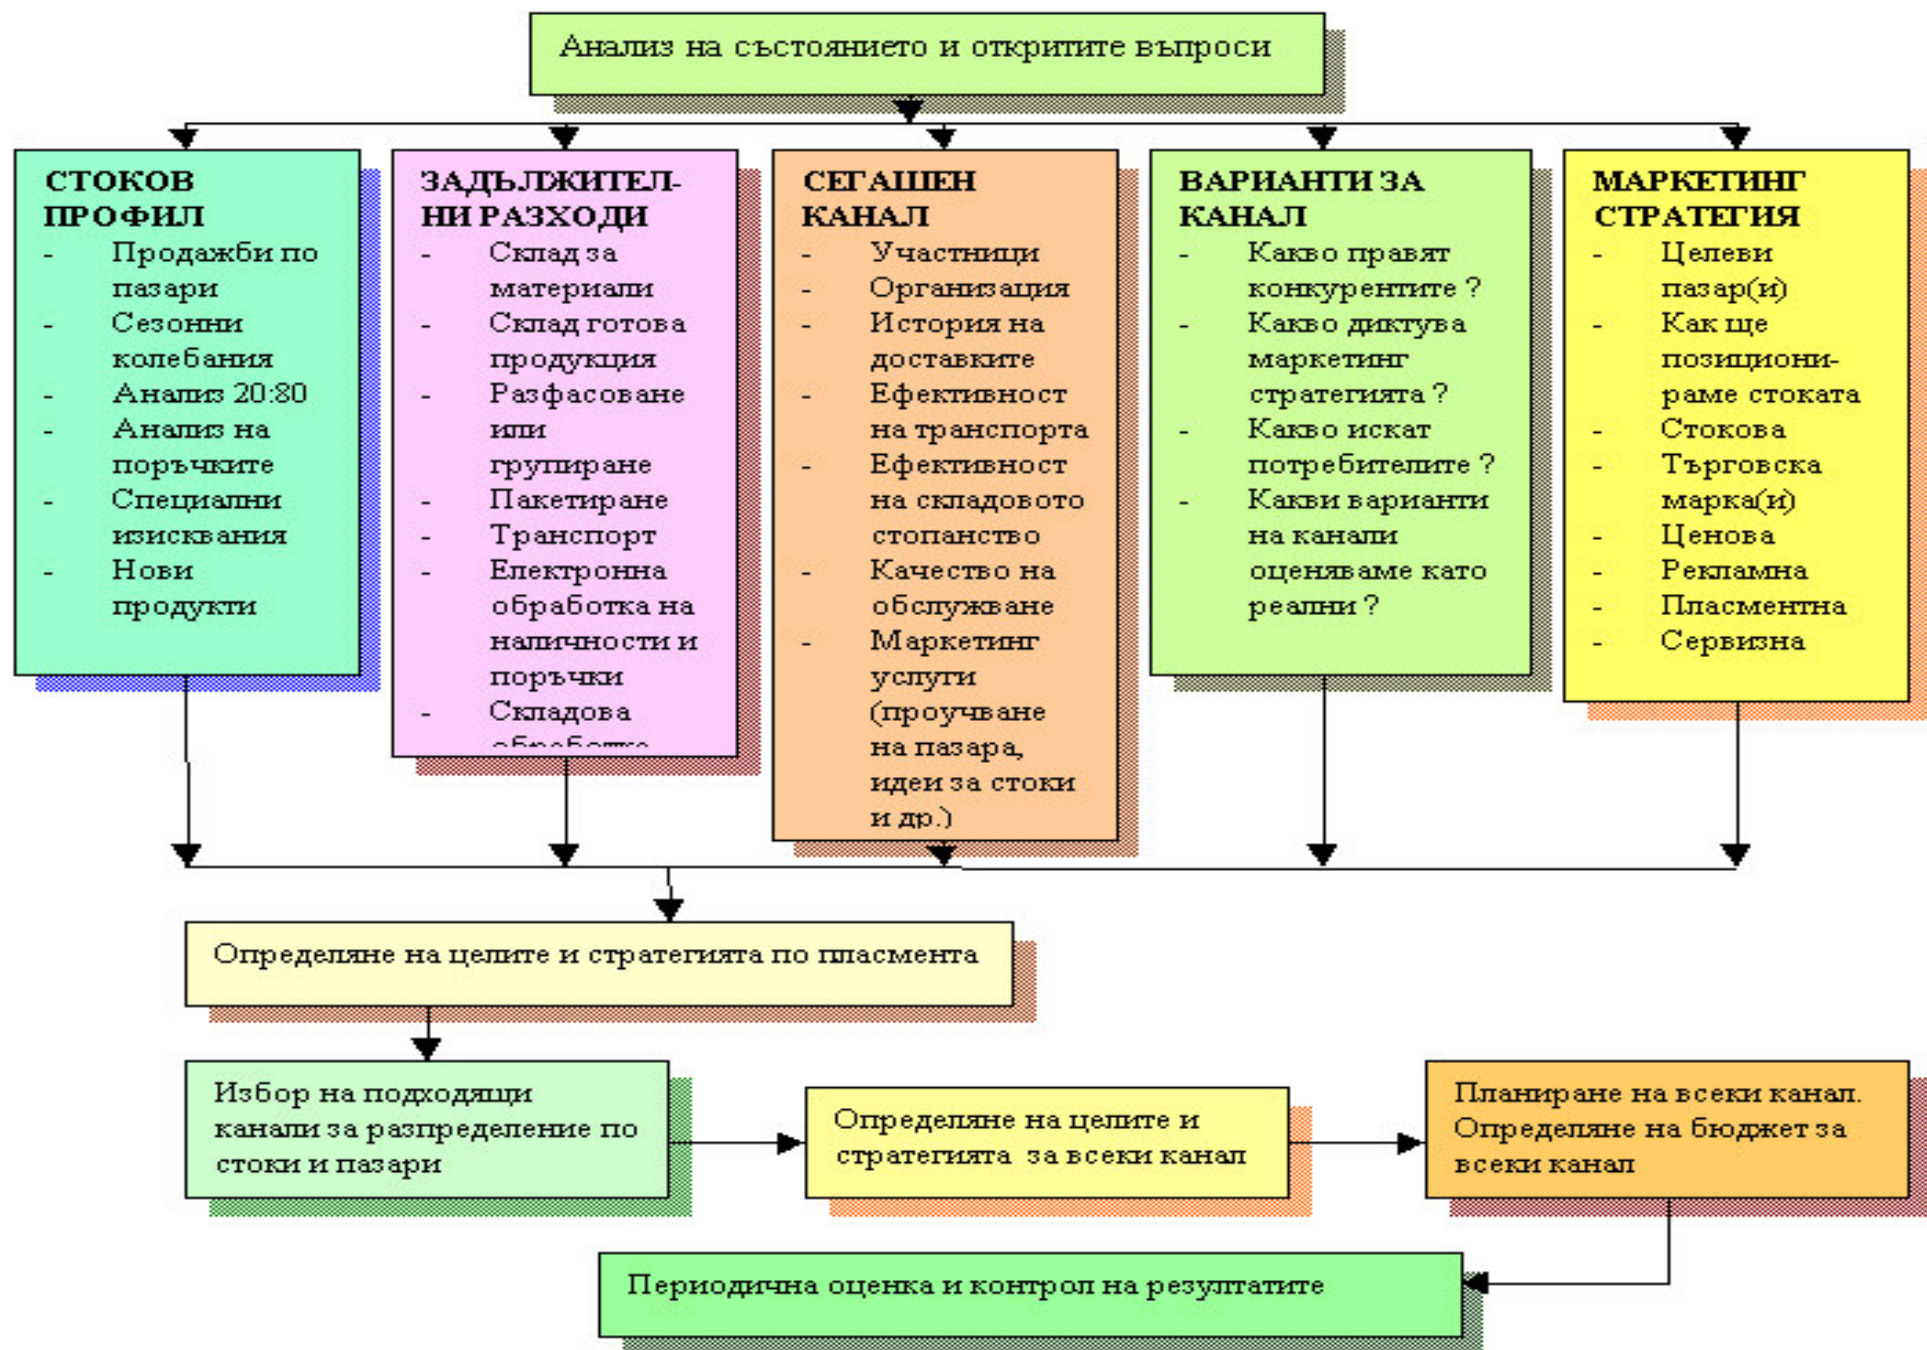 Анализ на състоянието и откритите въпроси
СТОКОВ
ПРОФИЛ
- Продажби по
пазари
- Сезонни
колебания
- Анализ 20:80
- Анализ на
поръчките
- Специални
изисквания
- Нови
продукти
ЗАДЪЛЖИТЕЛ-
НИ РАЗХОДИ
- Склад за
материали
- Склад готова
продукция
- Разфасоване
или
групиране
- Пакетиране
- Транспорт
- Електронна
обработка на
наличности и
поръчки
- Складова
СЕГАШЕН
КАНАЛ
- Участници
- Организация
- История на
доставките
- Ефективност
на транспорта
- Ефективност
на складовото
стопанство
- Качество на
обслужване
- Маркетинг
услуги
(проучване
на пазара,
идеи за стоки
и др.)
ВАРИАНТИ ЗА
КАНАЛ
- Какво правят
конкурентите ?
- Какво диктува
маркетинг
стратегията ?
- Какво искат
потребителите ?
- Какви варианти
на канали
оценяваме като
реални ?
МАРКЕТИНГ
СТРАТЕГИЯ
- Целеви
пазар(и)
- Как ще
позициони-
раме стоката
- Стокова
- Търговска
марка(и)
- Ценова
- Рекламна
- Пласментна
- Сервизна
Определяне на целите и стратегията по пласмента
Избор на подходящи
канали за разпределение по
стоки и пазари
Определяне на целите и
стратегията за всеки канал
Планиране на всеки канал.
Определяне на бюджет за
всеки канал
Периодична оценка и контрол на резултатите